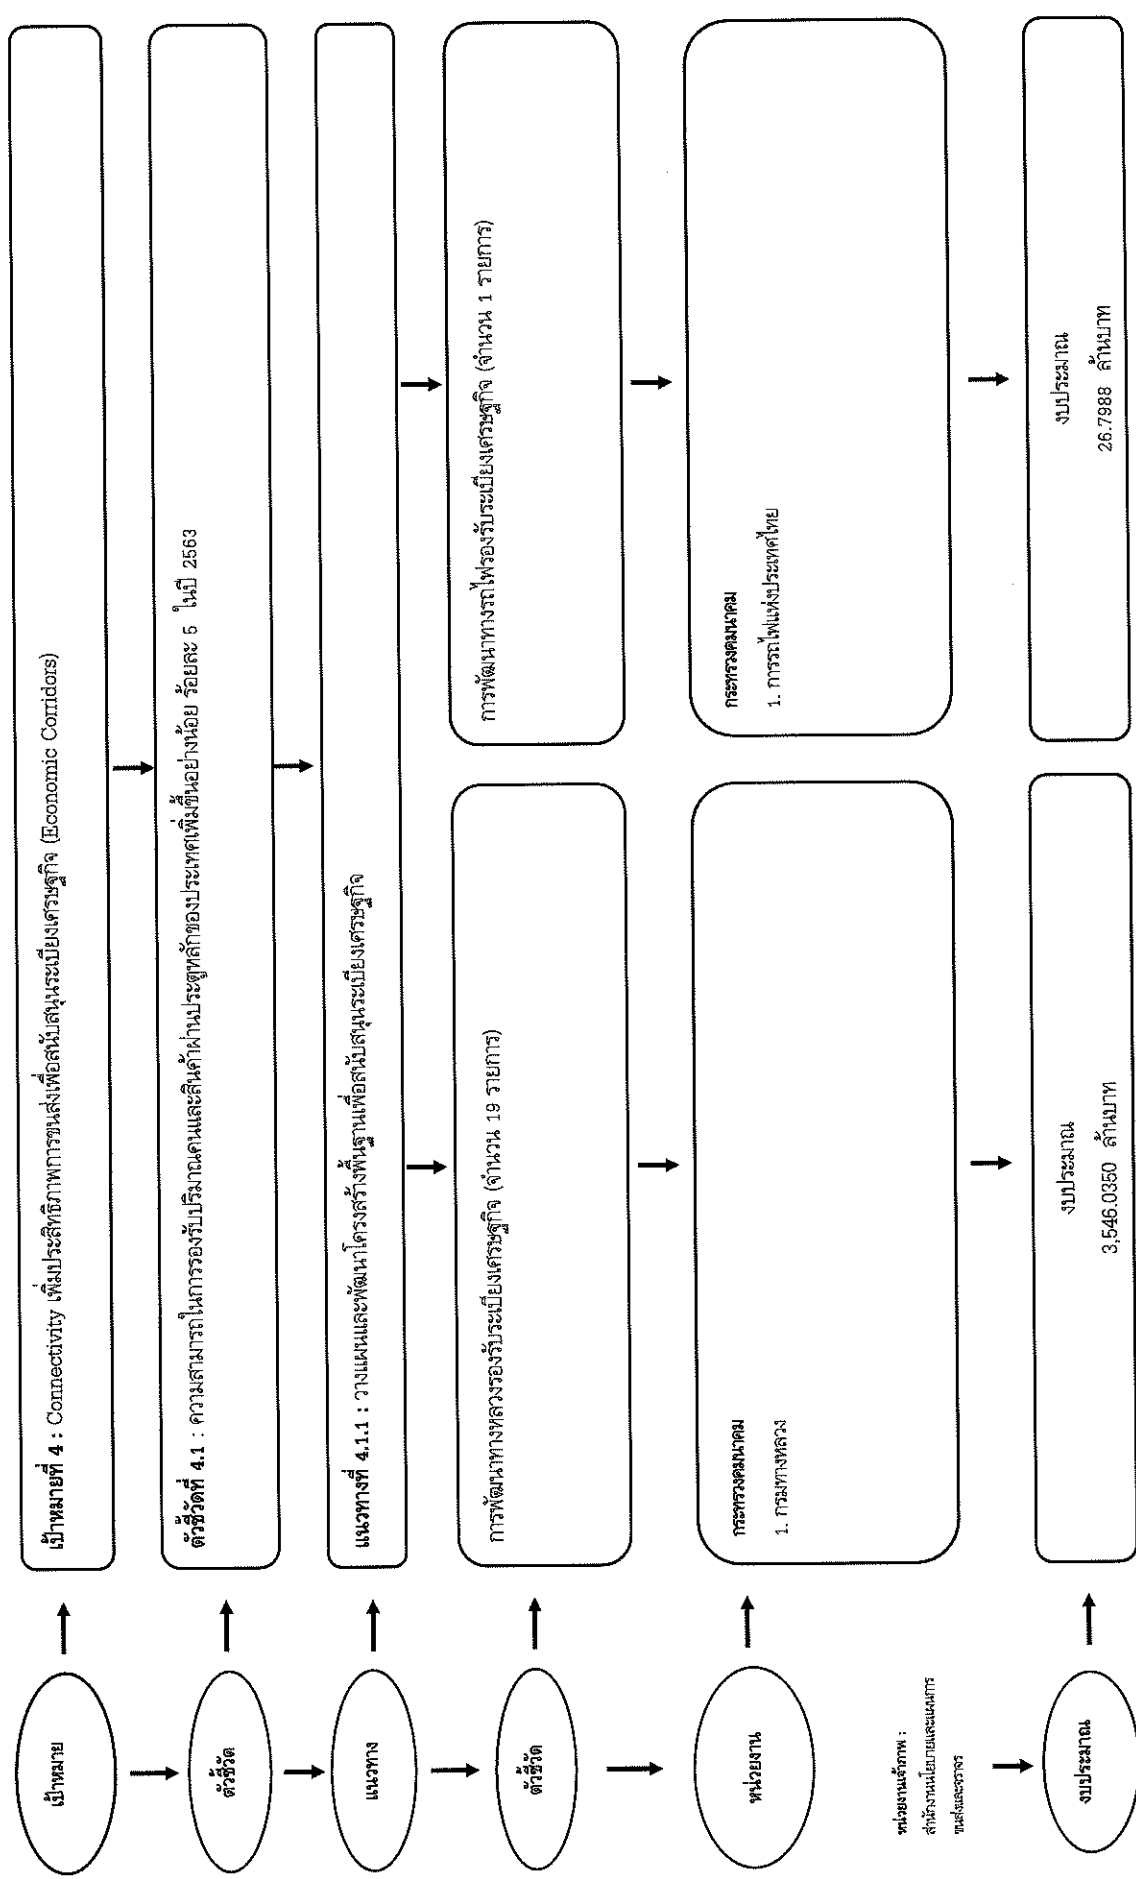 เป้าหมาย
เป้าหมายที่ 4 : Connectivity เพิ่มประสิทธิภาพการขนส่งเพื่อสนับสนุนระเบียงเศรษฐกิจ (Economic Corridors)
ตัวชี้วัด
ตัวชี้วัดที่ 4.1 : ความสามารถในการรองรับปริมาณคนและสินค้าผ่านประตูหลักของประเทศเพิ่มขึ้นอย่างน้อย ร้อยละ 5 ในปี 2563
แนวทาง
แนวทางที่ 4.1.1 : วางแผนและพัฒนาโครงสร้างพื้นฐานเพื่อสนับสนุนระเบียงเศรษฐกิจ
ตัวชี้วัด
การพัฒนาทางหลวงรองรับระเบียงเศรษฐกิจ (จำนวน 19 รายการ)
การพัฒนาทางรถไฟรองรับระเบียงเศรษฐกิจ (จำนวน 1 รายการ)
หน่วยงาน
กระทรวงคมนาคม
1. กรมทางหลวง
กระทรวงคมนาคม
1. การรถไฟแห่งประเทศไทย
หน่วยงานเจ้าภาพ :
สำนักงานนโยบายและแผนการ
ขนส่งและจราจร
งบประมาณ
งบประมาณ
3,546.0350 ล้านบาท
งบประมาณ
26.7988 ล้านบาท